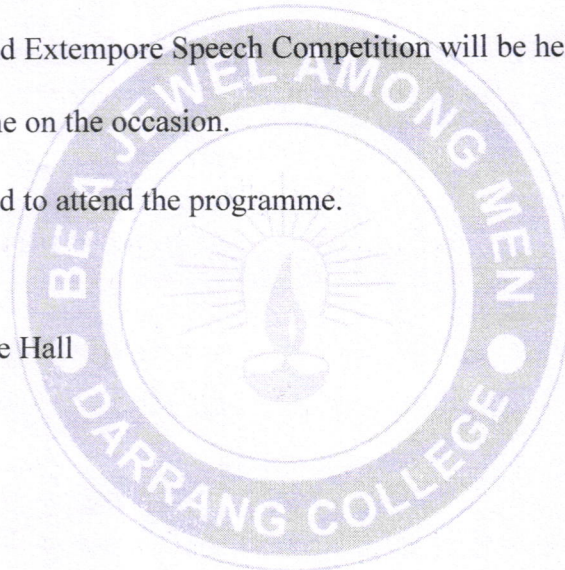 d Extempore Speech Competition will be he
ne on the occasion.
d to attend the programme.
e Hall
BE A JEWEL AMONG MEN
DARRANG COLLEGE